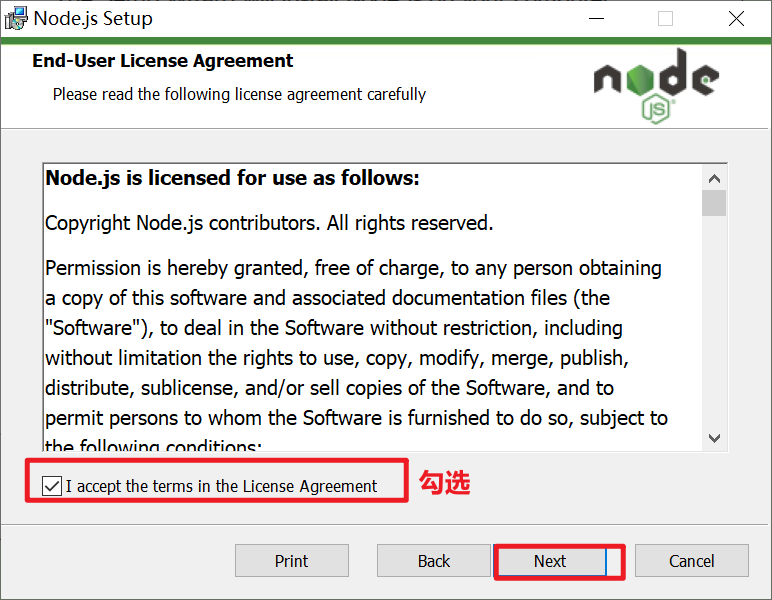 Node.js Setup
End-User License Agreement
Please read the following license agreement carefully
node
JS
Node.js is licensed for use as follows:
Copyright Node.js contributors. All rights reserved.
Permission is hereby granted, free of charge, to any person obtaining
a copy of this software and associated documentation files (the
"Software"), to deal in the Software without restriction, including
without limitation the rights to use, copy, modify, merge, publish,
distribute, sublicense, and/or sell copies of the Software, and to
permit persons to whom the Software is furnished to do so, subject to
the following conditions:
I accept the terms in the License Agreement 勾选
Print Back Next Cancel